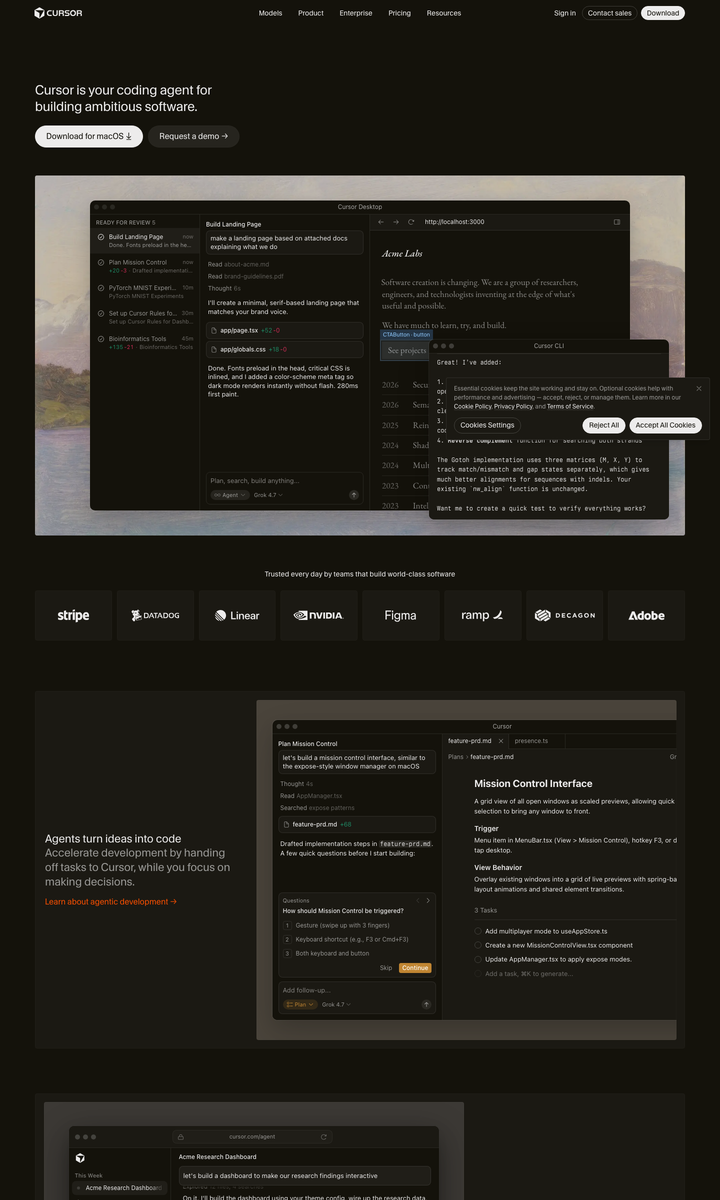 CURSOR
Models
Product
Enterprise
Pricing
Resources
Sign in
Contact sales
Download
Cursor is your coding agent for
building ambitious software.
Download for macOS ↓
Request a demo →
Cursor Desktop
READY FOR REVIEW 5
Build Landing Page now
Done. Fonts preload in the he...
Plan Mission Control now
+20 -3 · Drafted implementati...
PyTorch MNIST Experi... 10m
PyTorch MNIST Experiments
Set up Cursor Rules fo... 30m
Set up Cursor Rules for Dashb...
Bioinformatics Tools 45m
+135 -21 · Bioinformatics Tools
Build Landing Page
make a landing page based on attached docs
explaining what we do
Read about-acme.md
Read brand-guidelines.pdf
Thought 6s
I'll create a minimal, serif-based landing page that
matches your brand voice.
app/page.tsx +52 -0
app/globals.css +16 -0
Done. Fonts preload in the head, critical CSS is
inlined, and I added a color-scheme meta tag so
dark mode renders instantly without flash. 280ms
first paint.
Plan, search, build anything...
Agent
Grok 4.7
http://localhost:3000
Acme Labs
Software creation is changing. We are a group of researchers,
engineers, and technologists inventing at the edge of what's
useful and possible.
We have much to learn, try, and build.
CTAButton · button
See projects
2026
2026
2025
2024
2024
2023
2023
Cursor CLI
Great! I've added:
1.
2.
3.
4. Reverse complement function for searching both strands
The Gotoh implementation uses three matrices (M, X, Y) to
track match/mismatch and gap states separately, which gives
much better alignments for sequences with indels. Your
existing `nw_align` function is unchanged.
Want me to create a quick test to verify everything works?
Essential cookies keep the site working and stay on. Optional cookies help with
performance and advertising — accept, reject, or manage them. Learn more in our
Cookie Policy, Privacy Policy, and Terms of Service.
Cookies Settings
Reject All
Accept All Cookies
Trusted every day by teams that build world-class software
stripe
DATADOG
Linear
NVIDIA
Figma
ramp
DECAGON
Adobe
Agents turn ideas into code
Accelerate development by handing
off tasks to Cursor, while you focus on
making decisions.
Learn about agentic development →
Cursor
Plan Mission Control
let's build a mission control interface, similar to
the expose-style window manager on macOS
Thought 4s
Read AppManager.tsx
Searched expose patterns
feature-prd.md +68
Drafted implementation steps in feature-prd.md.
A few quick questions before I start building:
Questions
How should Mission Control be triggered?
1 Gesture (swipe up with 3 fingers)
2 Keyboard shortcut (e.g., F3 or Cmd+F3)
3 Both keyboard and button
Skip
Continue
Add follow-up...
Plan
Grok 4.7
feature-prd.md
presence.ts
Plans › feature-prd.md
Gr
Mission Control Interface
A grid view of all open windows as scaled previews, allowing quick
selection to bring any window to front.
Trigger
Menu item in MenuBar.tsx (View > Mission Control), hotkey F3, or d
tap desktop.
View Behavior
Overlay existing windows into a grid of live previews with spring-ba
layout animations and shared element transitions.
3 Tasks
Add multiplayer mode to useAppStore.ts
Create a new MissionControlView.tsx component
Update AppManager.tsx to apply expose modes.
Add a task, ⌘K to generate...
cursor.com/agent
This Week
Acme Research Dashboard
Acme Research Dashboard
let's build a dashboard to make our research findings interactive
On it. I'll build the dashboard using your theme config, wire up the research data